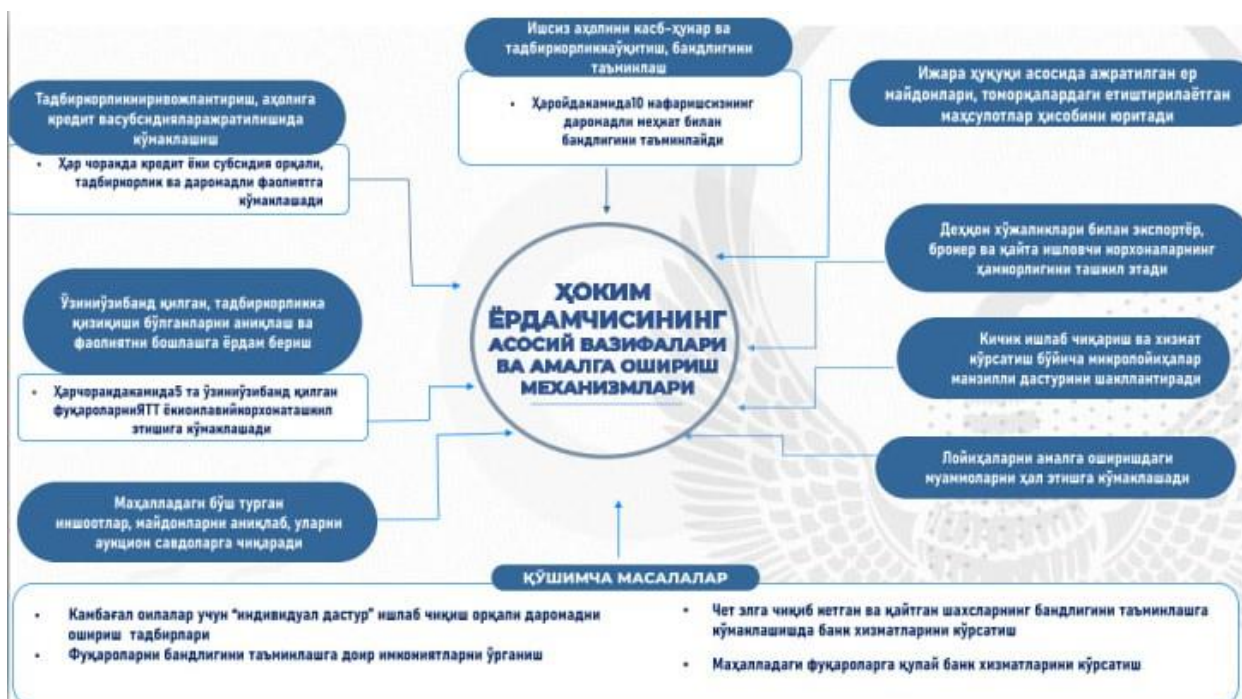 Ишсиз аҳолини касб-ҳунар ва
тадбиркорликкаўқитиш, бандлигини
таъминлаш
• Ҳаройдакамида10 нафаришсизнинг
даромадли меҳнат билан
бандлигини таъминлайди
Тадбиркорликниривожлантириш, аҳолига
кредит васубсидияларажратилишида
кўмаклашиш
• Ҳар чоракда кредит ёки субсидия орқали,
тадбиркорлик ва даромадли фаолиятга
кўмаклашади
Ўзиниўзибанд қилган, тадбиркорликка
қизиқиши бўлганларни аниқлаш ва
фаолиятни бошлашга ёрдам бериш
• Ҳарчоракдакамида5 та ўзиниўзибанд қилган
фуқароларниЯТТ ёкиоилавийкорхонаташкил
этишига кўмаклашади
Маҳалладаги бўш турган
иншоотлар, майдонларни аниқлаб, уларни
аукцион савдоларга чиқаради
ҲОКИМ
ЁРДАМЧИСИНИНГ
АСОСИЙ ВАЗИФАЛАРИ
ВА АМАЛГА ОШИРИШ
МЕХАНИЗМЛАРИ
Ижара ҳуқуқи асосида ажратилган ер
майдонлари, томорқалардаги етиштирилаётган
маҳсулотлар ҳисобини юритади
Деҳқон хўжаликлари билан экспортёр,
брокер ва қайта ишловчи корхоналарнинг
ҳамкорлигини ташкил этади
Кичик ишлаб чиқариш ва хизмат
кўрсатиш бўйича микролойиҳалар
манзилли дастурини шакллантиради
Лойиҳаларни амалга оширишдаги
муаммоларни ҳал этишга кўмаклашади
ҚЎШИМЧА МАСАЛАЛАР
• Камбағал оилалар учун “индивидуал дастур” ишлаб чиқиш орқали даромадни
ошириш тадбирлари
• Фуқароларни бандлигини таъминлашга доир имкониятларни ўрганиш
• Чет элга чиқиб кетган ва қайтган шахсларнинг бандлигини таъминлашга
кўмаклашишда банк хизматларини кўрсатиш
• Маҳалладаги фуқароларга қулай банк хизматларини кўрсатиш